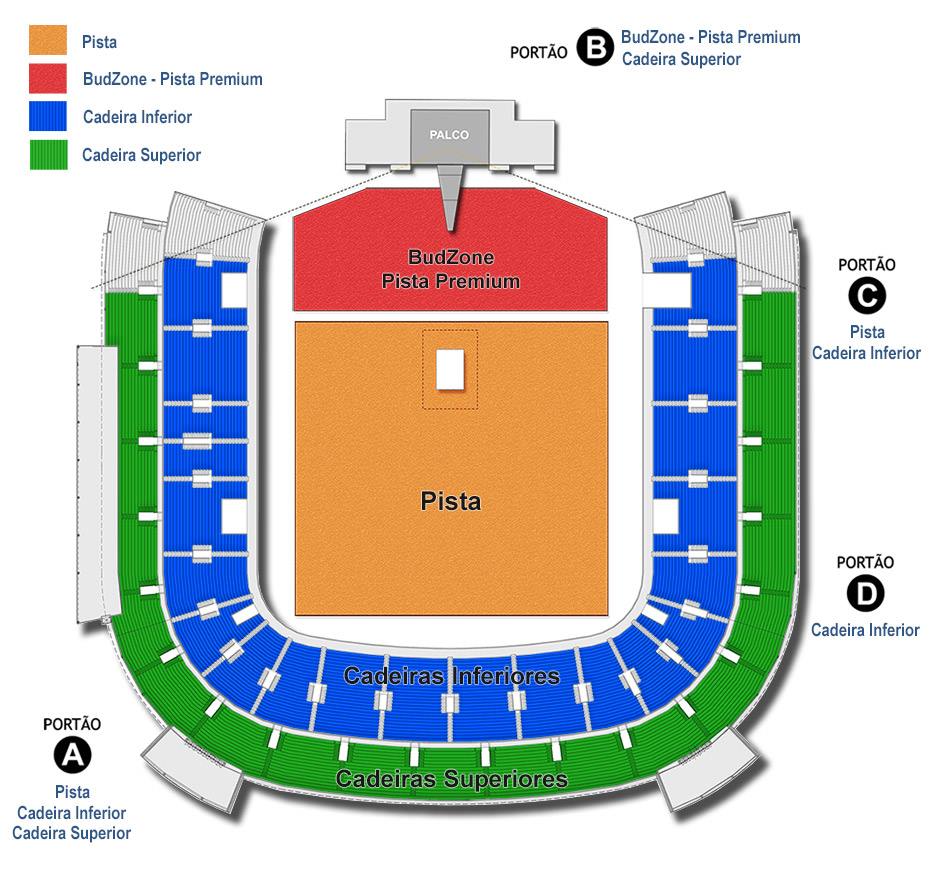 Pista
BudZone - Pista Premium
Cadeira Inferior
Cadeira Superior
PORTÃO B
BudZone - Pista Premium
Cadeira Superior
PALCO
BudZone
Pista Premium
PORTÃO
C
Pista
Cadeira Inferior
Pista
PORTÃO
D
Cadeira Inferior
Cadeiras Inferiores
Cadeiras Superiores
PORTÃO
A
Pista
Cadeira Inferior
Cadeira Superior